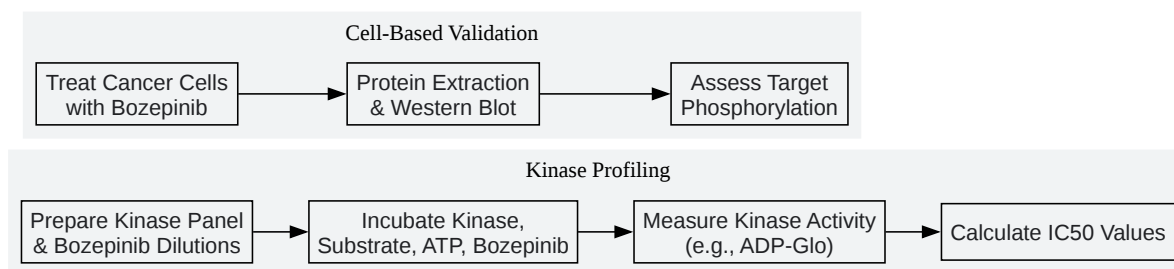 Cell-Based Validation
Treat Cancer Cells
with Bozepinib
Protein Extraction
& Western Blot
Assess Target
Phosphorylation
Kinase Profiling
Prepare Kinase Panel
& Bozepinib Dilutions
Incubate Kinase,
Substrate, ATP, Bozepinib
Measure Kinase Activity
(e.g., ADP-Glo)
Calculate IC50 Values